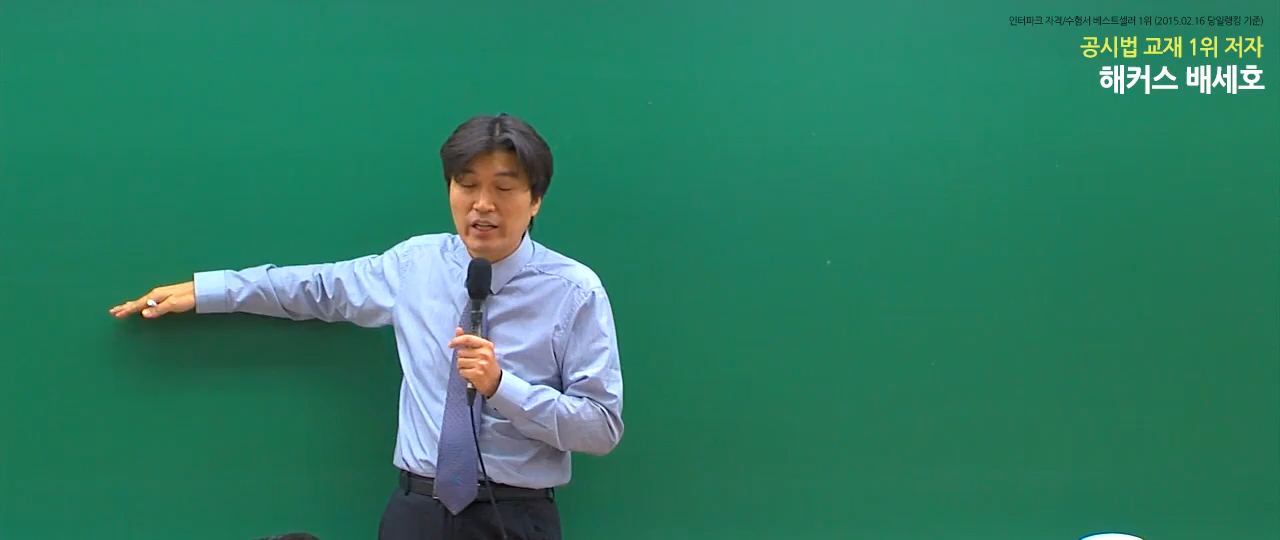 인터파크 자격/수험서 베스트셀러 1위 (2015.02.16 당일랭킹 기준)
공시법 교재 1위 저자
해커스 배세호